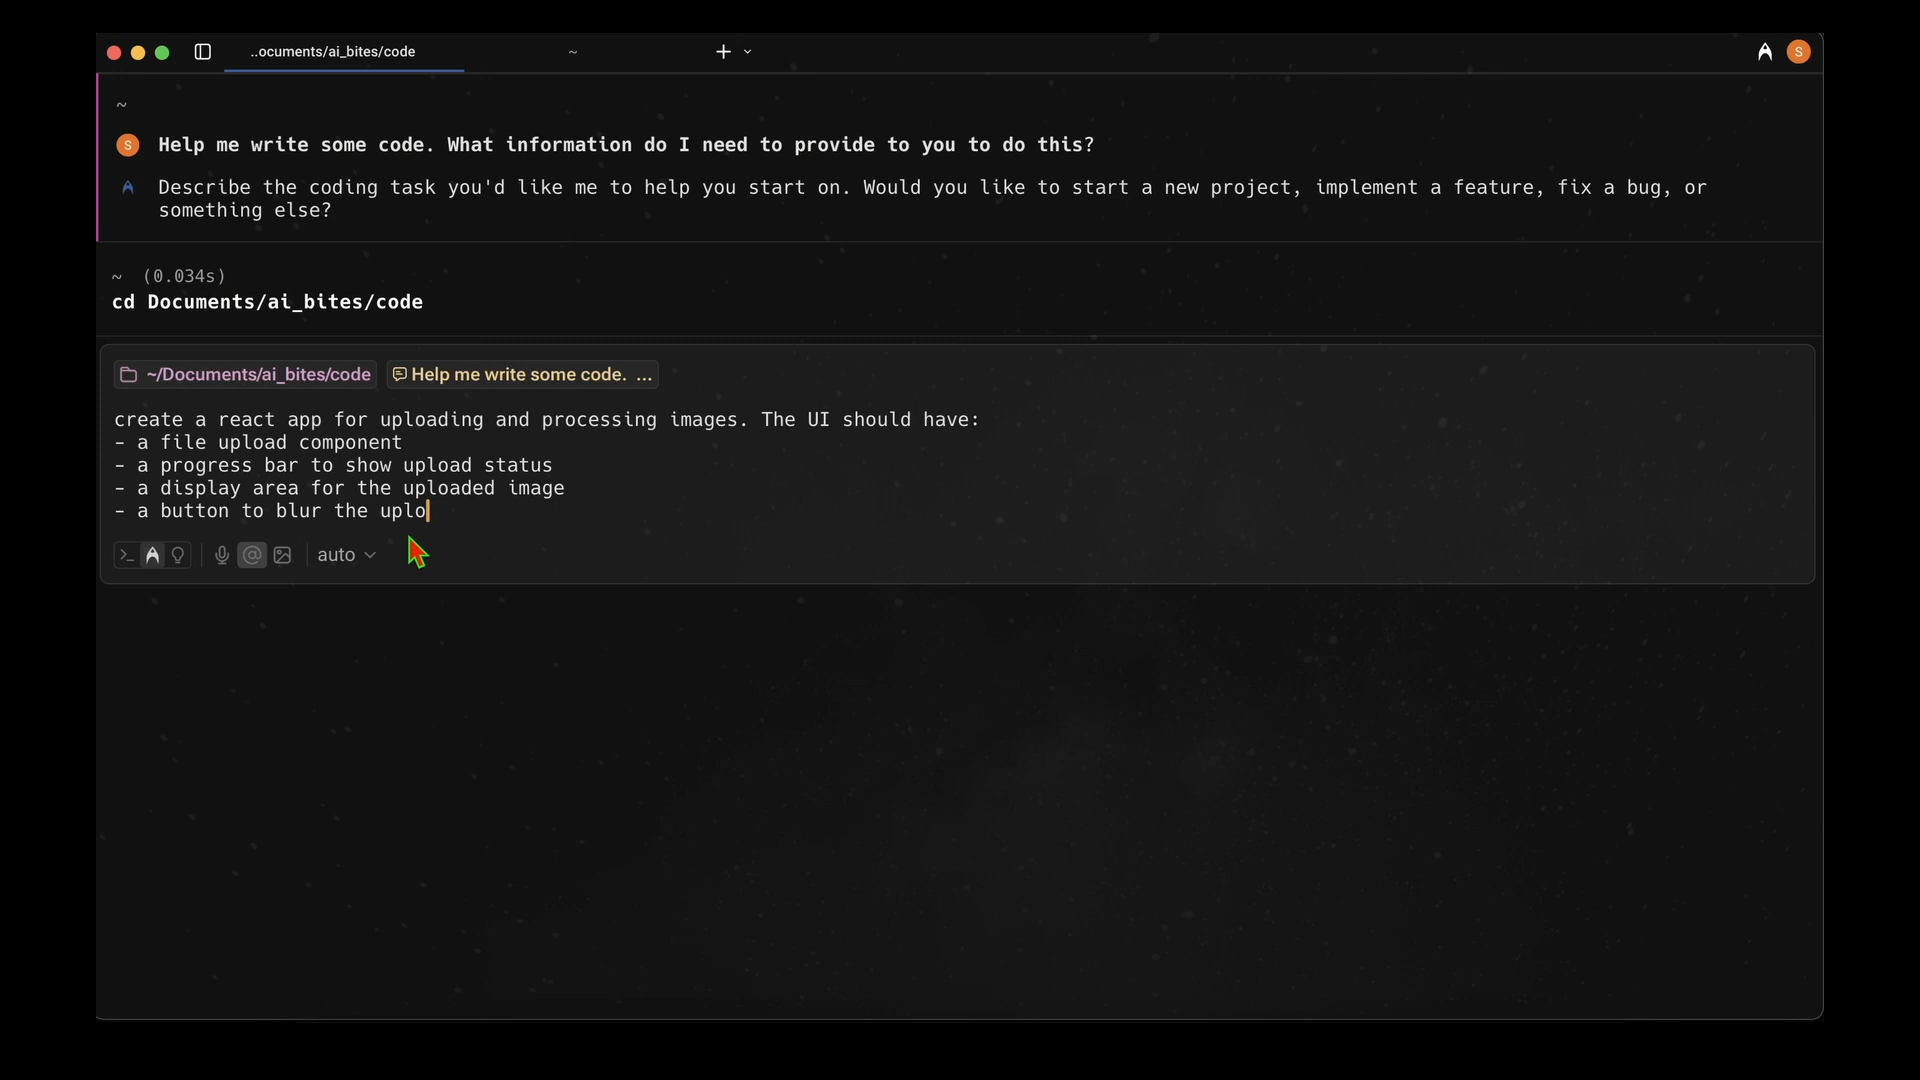 ..ocuments/ai_bites/code
~
S
~
S
Help me write some code. What information do I need to provide to you to do this?
Describe the coding task you'd like me to help you start on. Would you like to start a new project, implement a feature, fix a bug, or
something else?
~ (0.034s)
cd Documents/ai_bites/code
~/Documents/ai_bites/code
Help me write some code. ...
create a react app for uploading and processing images. The UI should have:
- a file upload component
- a progress bar to show upload status
- a display area for the uploaded image
- a button to blur the uplo
auto